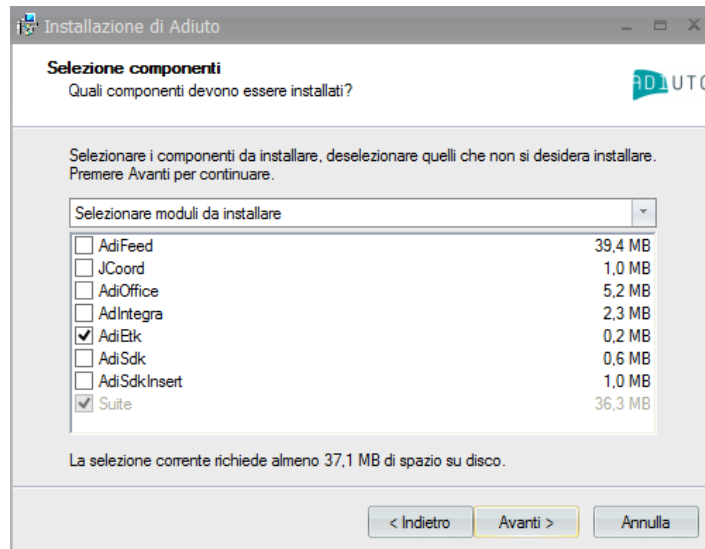 Installazione di Adiuto
Selezione componenti
Quali componenti devono essere installati?
ADIUTO
Selezionare i componenti da installare, deselezionare quelli che non si desidera installare.
Premere Avanti per continuare.
Selezionare moduli da installare
AdiFeed 39,4 MB
JCoord 1,0 MB
AdiOffice 5,2 MB
AdIntegra 2,3 MB
AdiEtk 0,2 MB
AdiSdk 0,6 MB
AdiSdkInsert 1,0 MB
Suite 36,3 MB
La selezione corrente richiede almeno 37,1 MB di spazio su disco.
< Indietro Avanti > Annulla